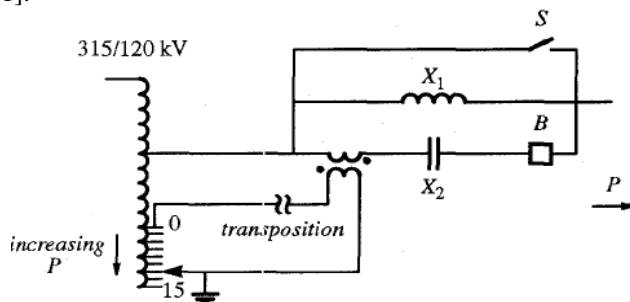 315/120 kV
S
X1
B
X2
P
0
transposition
increasing
P
15